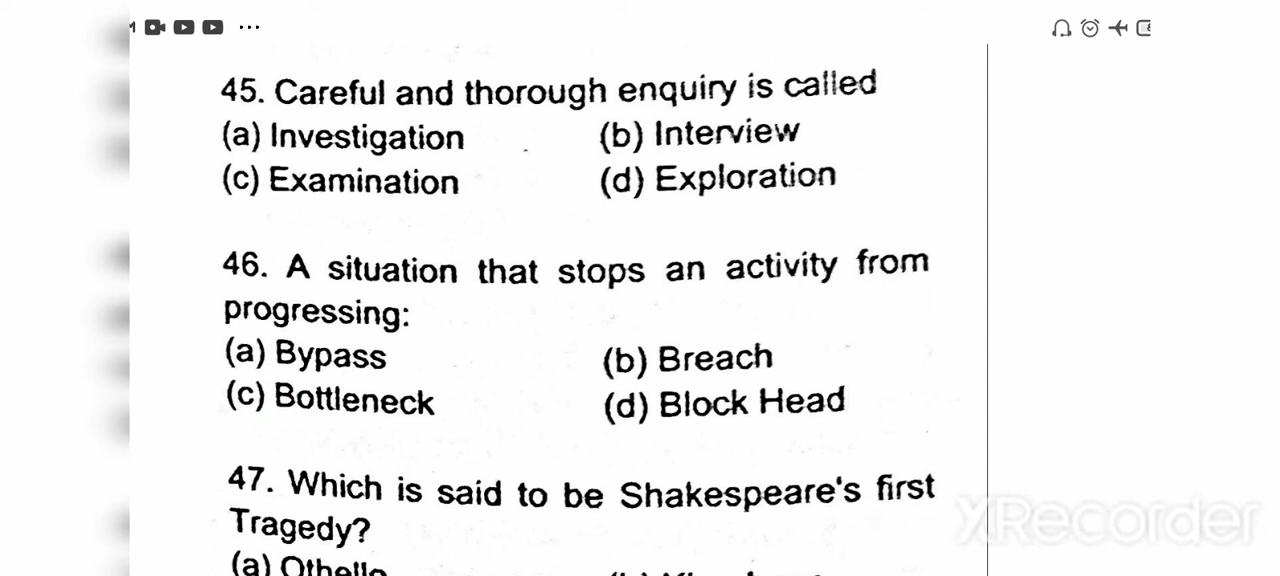 45. Careful and thorough enquiry is called
(a) Investigation (b) Interview
(c) Examination (d) Exploration
46. A situation that stops an activity from
progressing:
(a) Bypass (b) Breach
(c) Bottleneck (d) Block Head
47. Which is said to be Shakespeare's first
Tragedy?
(a) Othello
XRecorder